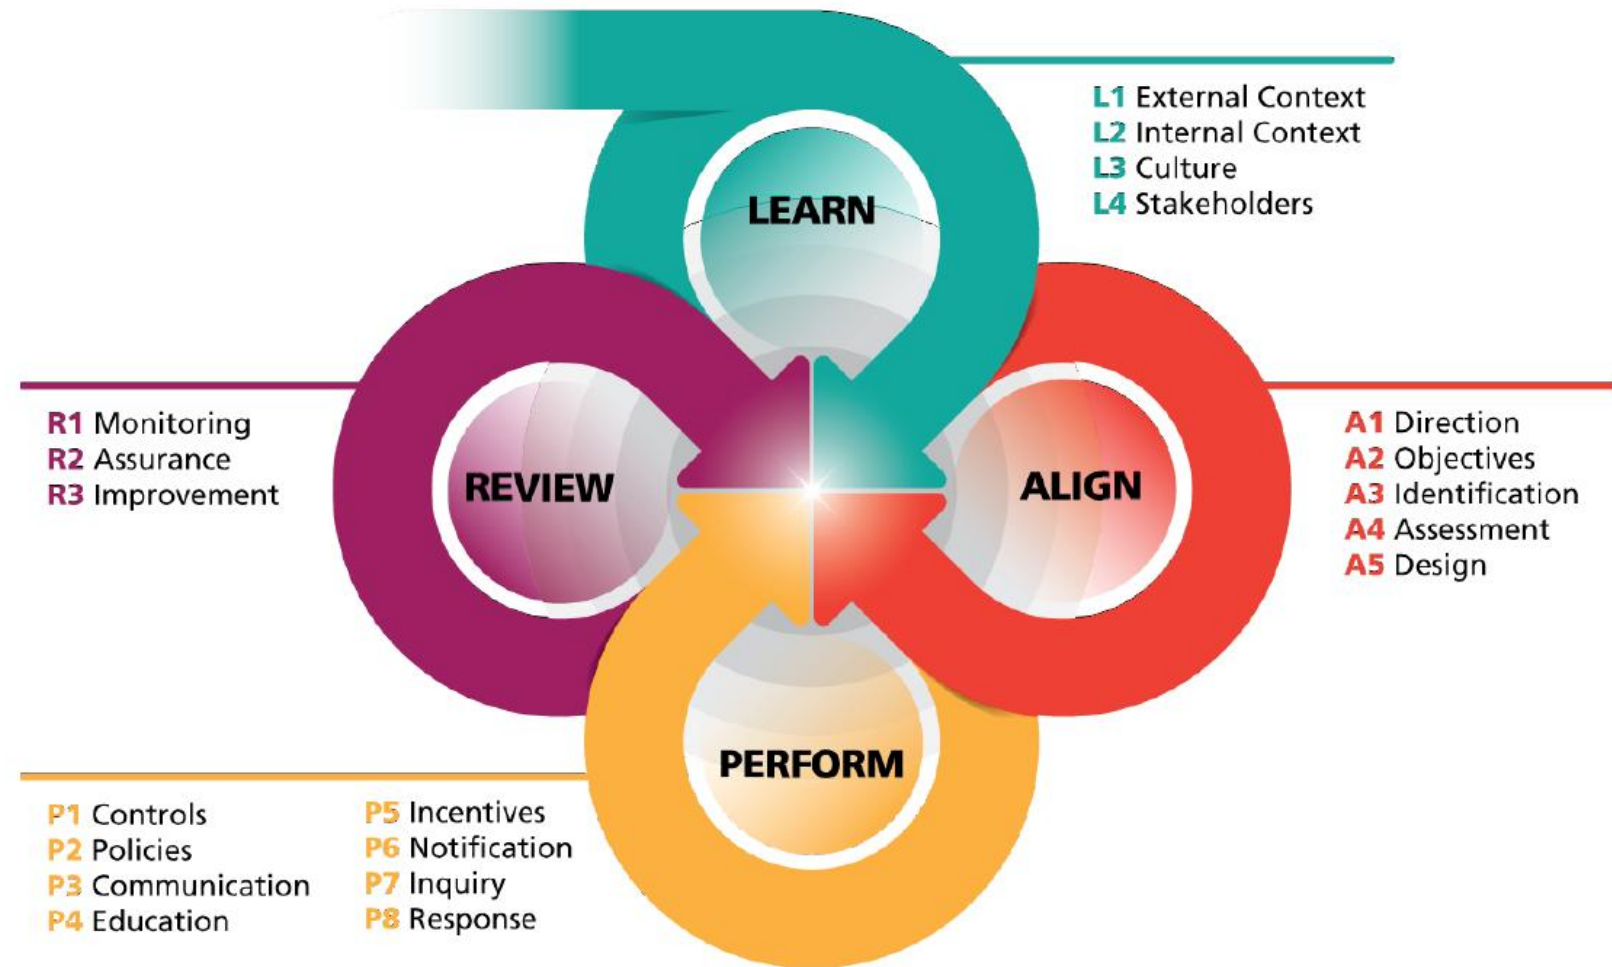 LEARN
L1 External Context
L2 Internal Context
L3 Culture
L4 Stakeholders
ALIGN
A1 Direction
A2 Objectives
A3 Identification
A4 Assessment
A5 Design
PERFORM
P1 Controls
P2 Policies
P3 Communication
P4 Education
P5 Incentives
P6 Notification
P7 Inquiry
P8 Response
REVIEW
R1 Monitoring
R2 Assurance
R3 Improvement